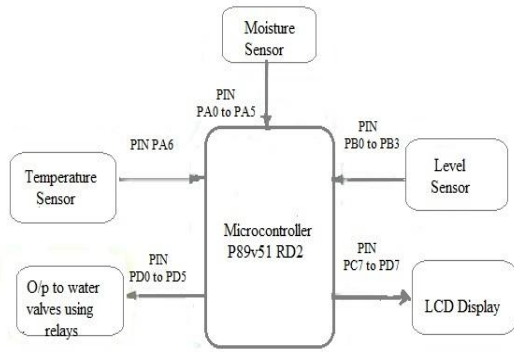 Moisture
Sensor
PIN
PA0 to PA5
PIN PA6
PIN
PB0 to PB3
Temperature
Sensor
Level
Sensor
Microcontroller
P89v51 RD2
PIN
PD0 to PD5
PIN
PC7 to PD7
O/p to water
valves using
relays
LCD Display